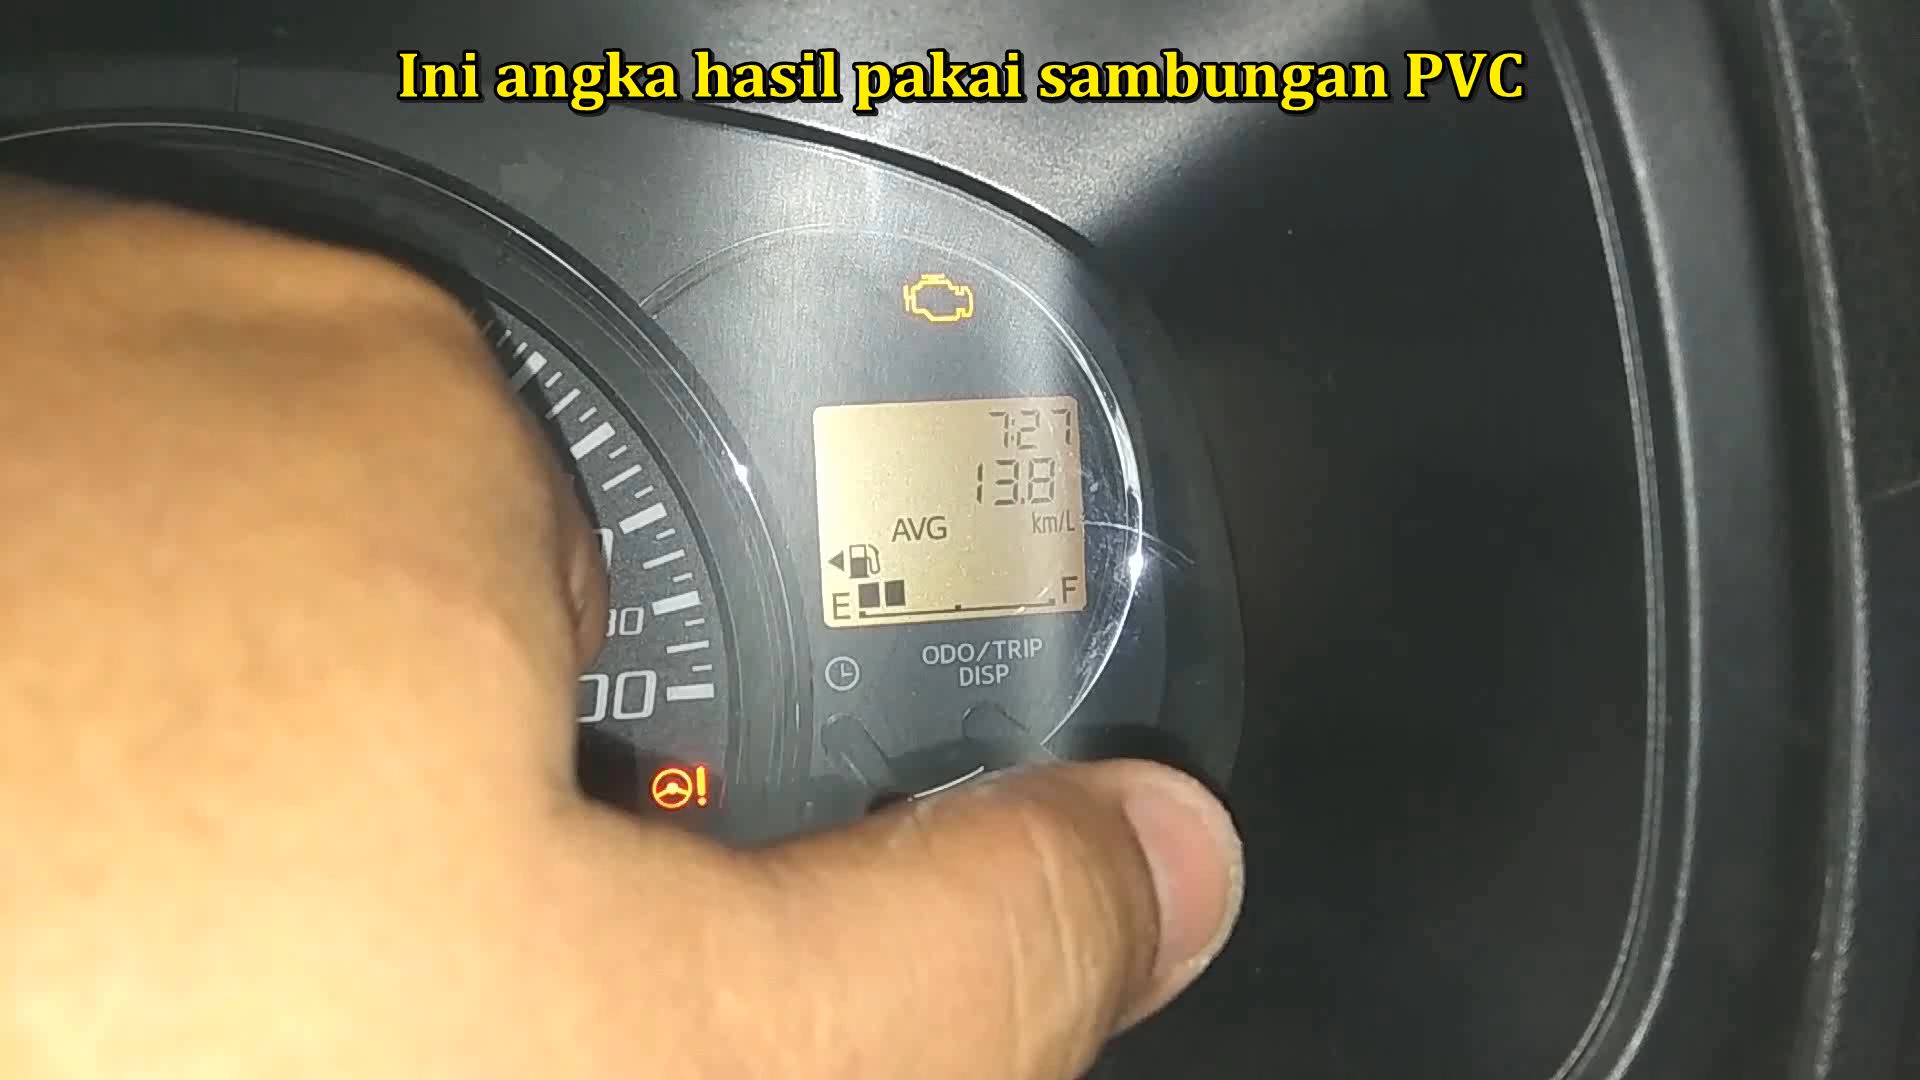 Ini angka hasil pakai sambungan PVC
7:27
13.8
AVG km/L
E F
ODO/TRIP
DISP